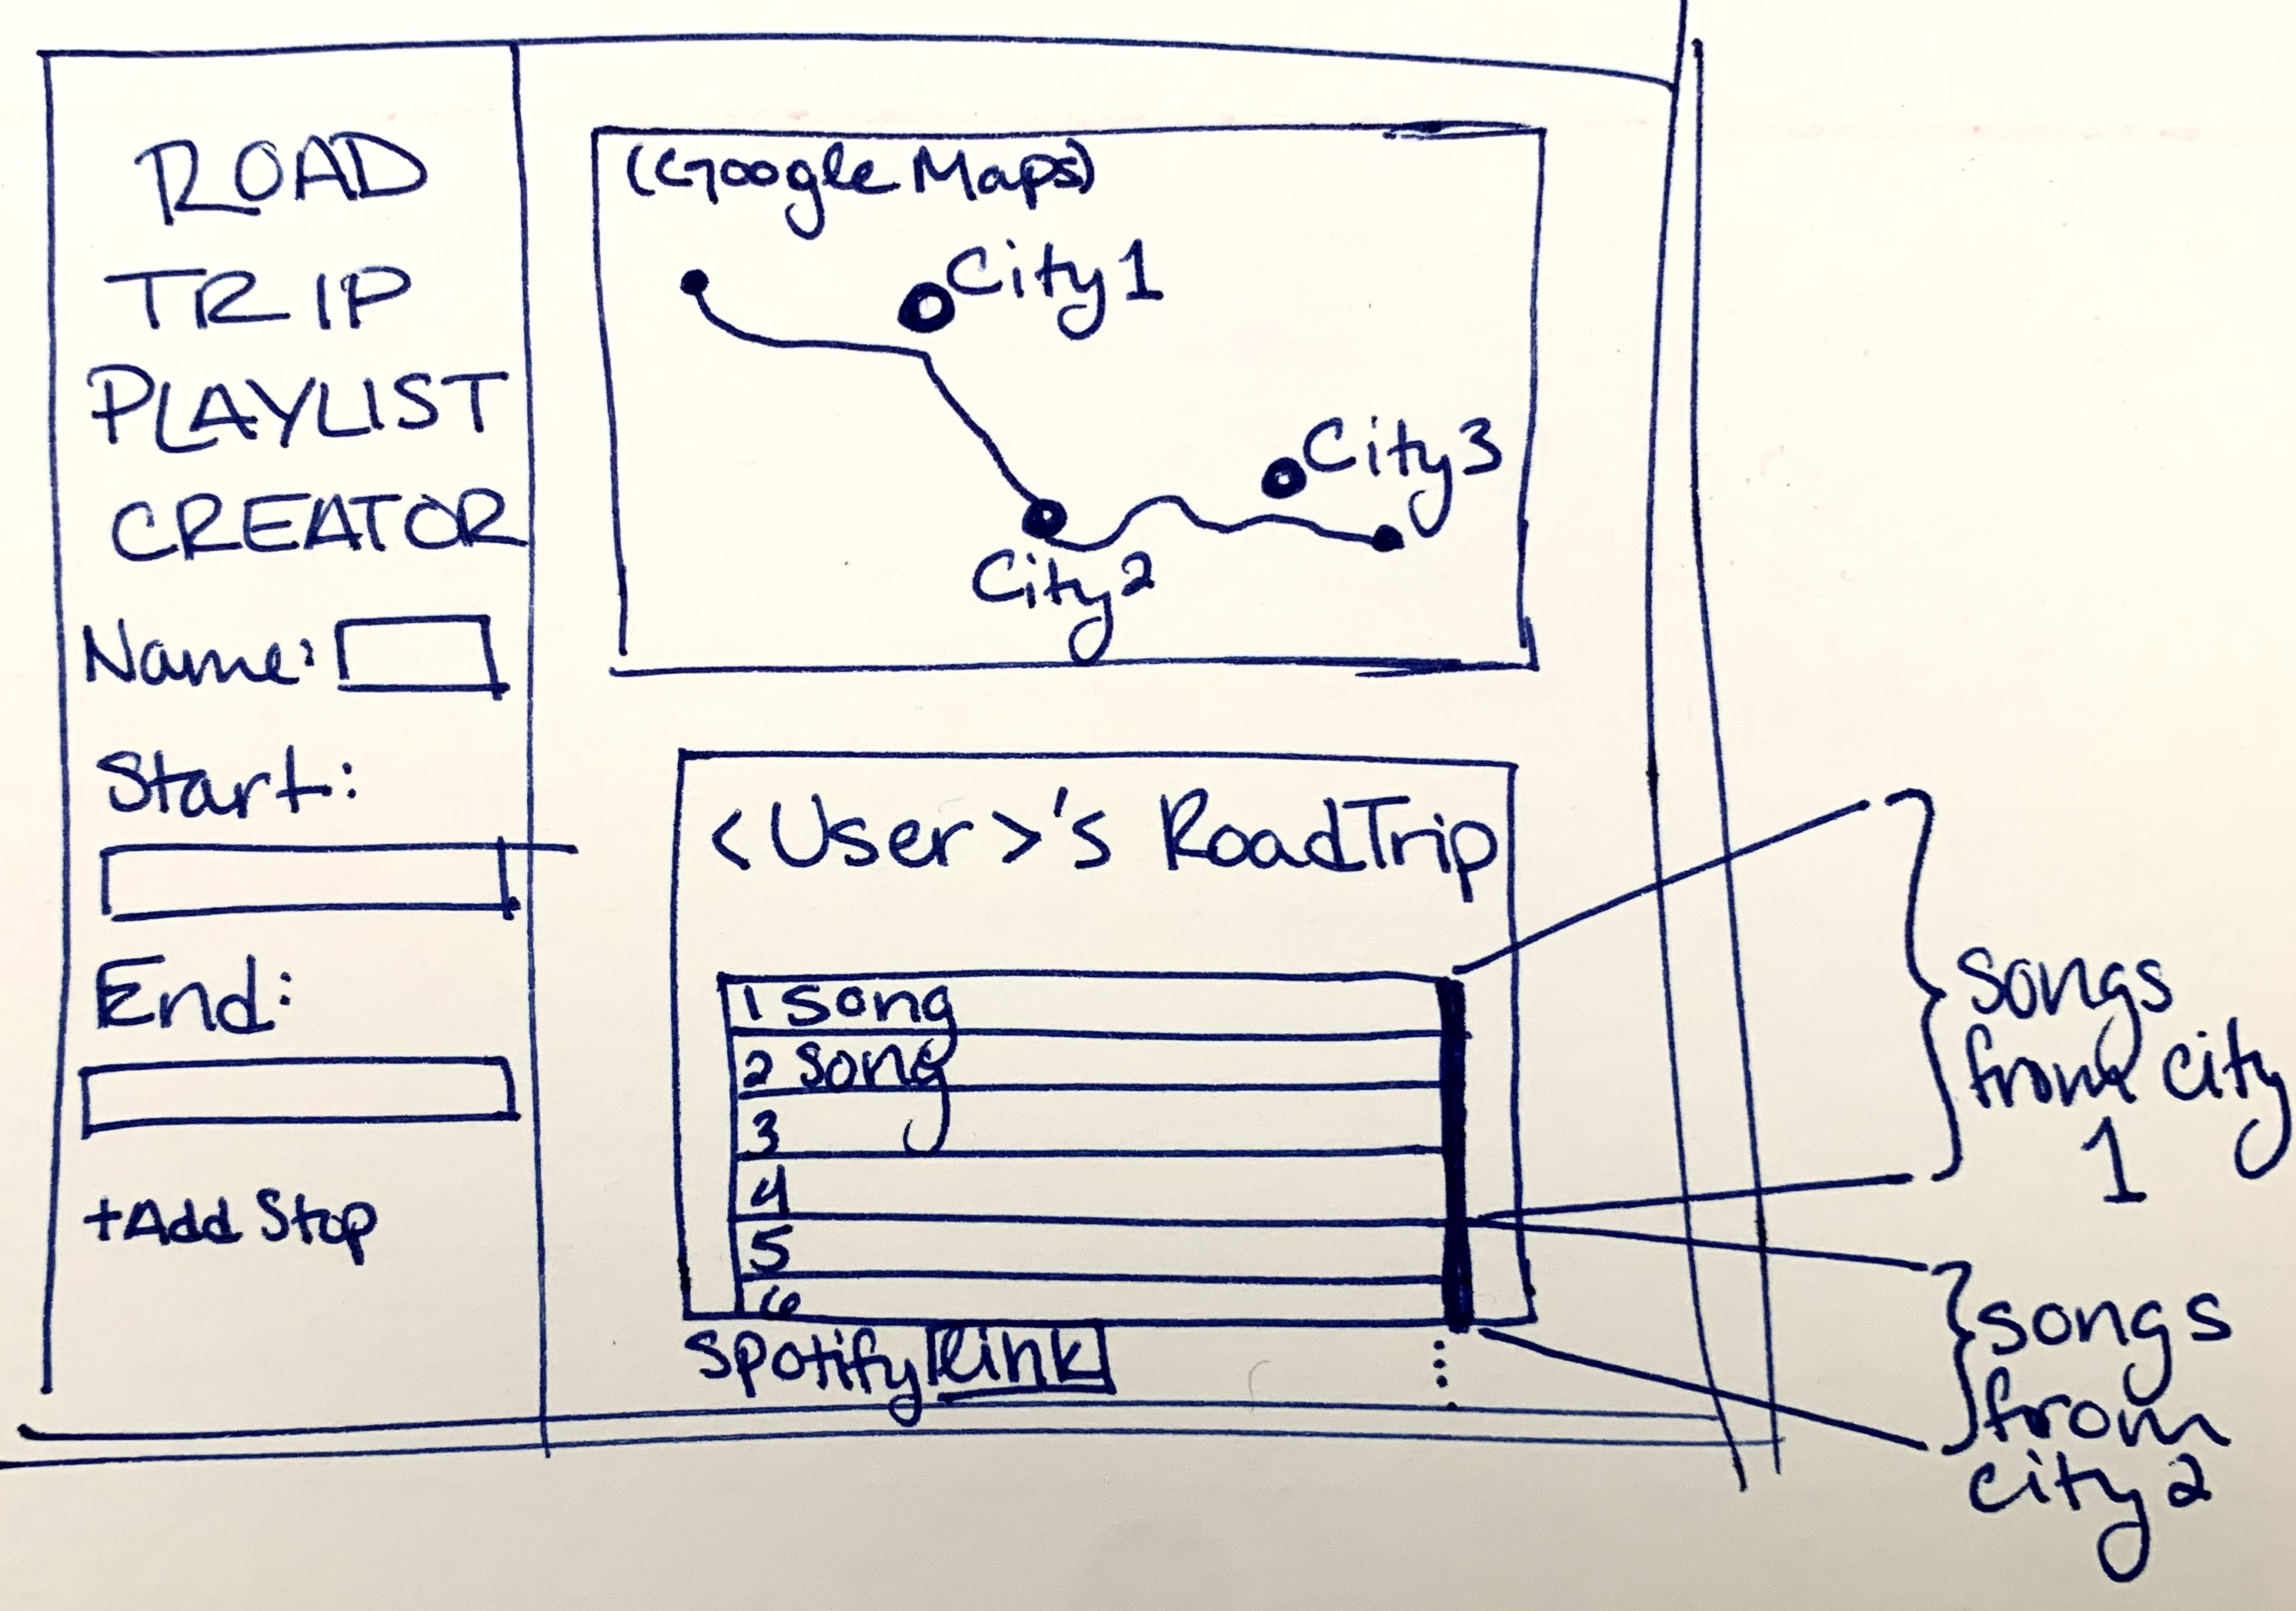 ROAD
TRIP
PLAYLIST
CREATOR
Name:
Start:
End:
+Add Stop
(Google Maps)
City 1
City 3
City 2
<User>'s RoadTrip
1 song
2 song
3
4
5
6
Spotify link
songs
from city
1
songs
from
city 2